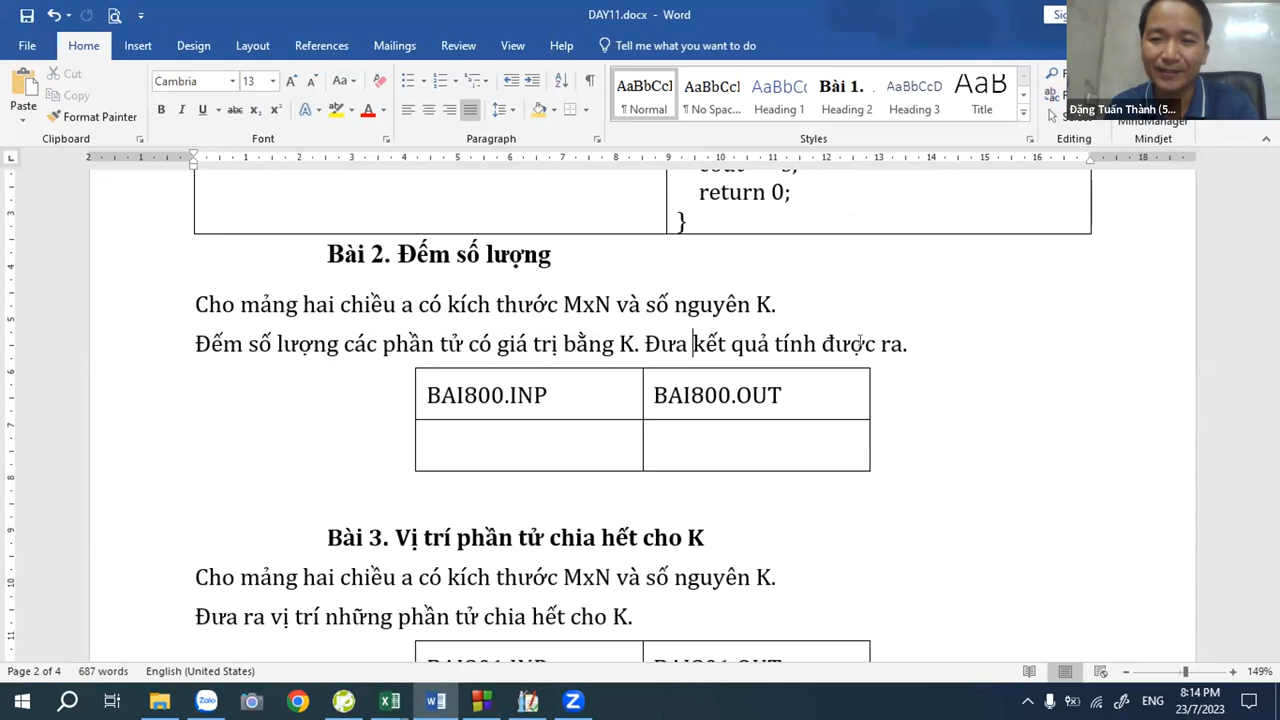 DAY11.docx - Word
File Home Insert Design Layout References Mailings Review View Help Tell me what you want to do
Cut
Copy
Paste
Format Painter
Clipboard
Cambria 13
Font
Paragraph
AaBbCcI AaBbCcI AaBbC Bài 1. AaBbCcD AaB
¶ Normal ¶ No Spac... Heading 1 Heading 2 Heading 3 Title
Styles
Đặng Tuấn Thành (5...
Editing
MindManager
Mindjet
return 0;
}
Bài 2. Đếm số lượng
Cho mảng hai chiều a có kích thước MxN và số nguyên K.
Đếm số lượng các phần tử có giá trị bằng K. Đưa kết quả tính được ra.
BAI800.INP BAI800.OUT
Bài 3. Vị trí phần tử chia hết cho K
Cho mảng hai chiều a có kích thước MxN và số nguyên K.
Đưa ra vị trí những phần tử chia hết cho K.
Page 2 of 4 687 words English (United States) 149%
Zalo
ENG
8:14 PM
23/7/2023